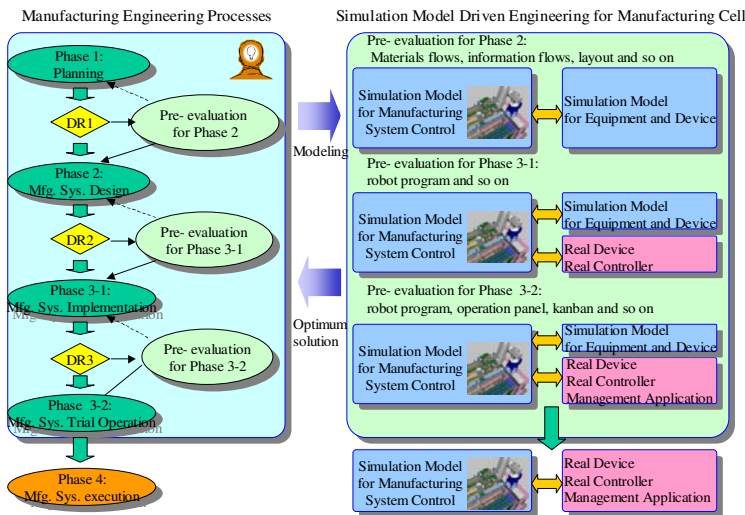 Manufacturing Engineering Processes
Phase 1:
Planning
DR1
Pre- evaluation
for Phase 2
Phase 2:
Mfg. Sys. Design
DR2
Pre- evaluation
for Phase 3-1
Phase 3-1:
Mfg. Sys. Implementation
DR3
Pre- evaluation
for Phase 3-2
Phase 3-2:
Mfg. Sys. Trial Operation
Phase 4:
Mfg. Sys. execution
Modeling
Optimum
solution
Simulation Model Driven Engineering for Manufacturing Cell
Pre- evaluation for Phase 2:
Materials flows, information flows, layout and so on
Simulation Model
for Manufacturing
System Control
Simulation Model
for Equipment and Device
Pre- evaluation for Phase 3-1:
robot program and so on
Simulation Model
for Manufacturing
System Control
Simulation Model
for Equipment and Device
Real Device
Real Controller
Pre- evaluation for Phase 3-2:
robot program, operation panel, kanban and so on
Simulation Model
for Manufacturing
System Control
Simulation Model
for Equipment and Device
Real Device
Real Controller
Management Application
Simulation Model
for Manufacturing
System Control
Real Device
Real Controller
Management Application